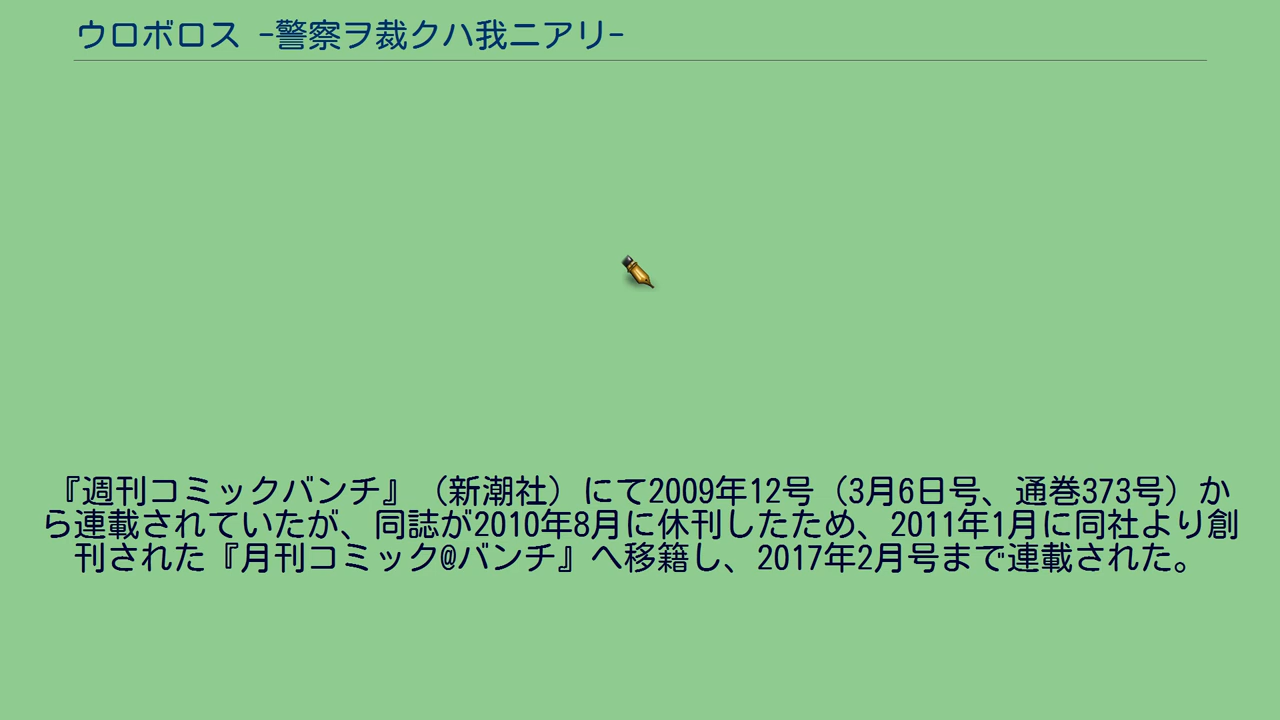 ウロボロス -警察ヲ裁クハ我ニアリ-
『週刊コミックバンチ』（新潮社）にて2009年12号（3月6日号、通巻373号）か
ら連載されていたが、同誌が2010年8月に休刊したため、2011年1月に同社より創
刊された『月刊コミック@バンチ』へ移籍し、2017年2月号まで連載された。